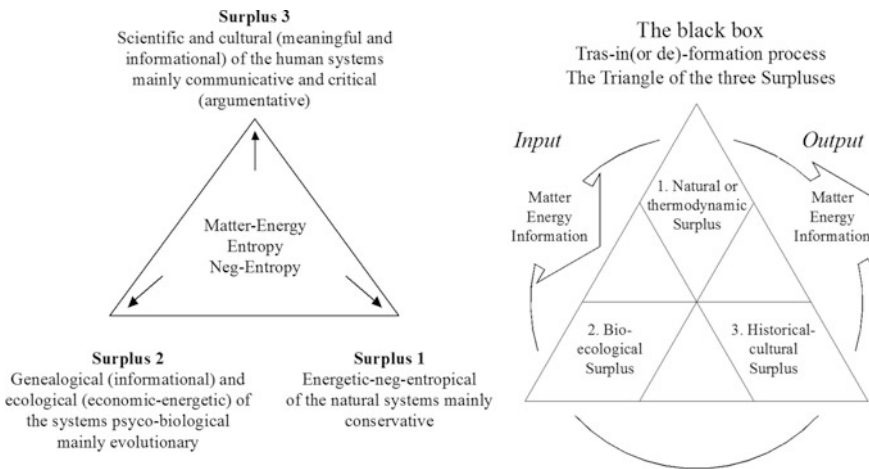 Surplus 3
Scientific and cultural (meaningful and
informational) of the human systems
mainly communicative and critical
(argumentative)
Matter-Energy
Entropy
Neg-Entropy
Surplus 2
Genealogical (informational) and
ecological (economic-energetic) of
the systems psyco-biological
mainly evolutionary
Surplus 1
Energetic-neg-entropical
of the natural systems mainly
conservative
The black box
Tras-in(or de)-formation process
The Triangle of the three Surpluses
Input
Output
Matter
Energy
Information
1. Natural or
thermodynamic
Surplus
Matter
Energy
Information
2. Bio-
ecological
Surplus
3. Historical-
cultural
Surplus